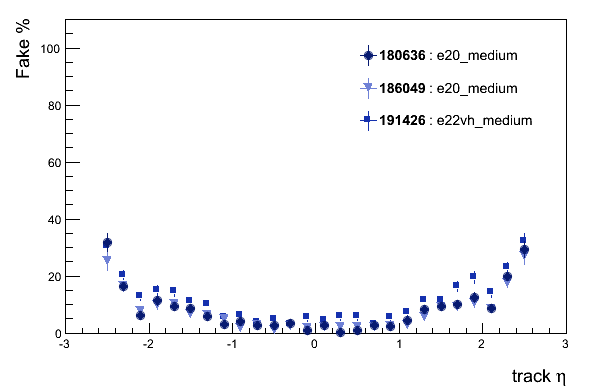 Fake %
100
180636 : e20_medium
80
186049 : e20_medium
191426 : e22vh_medium
60
40
20
0
-3 -2 -1 0 1 2 3
track η